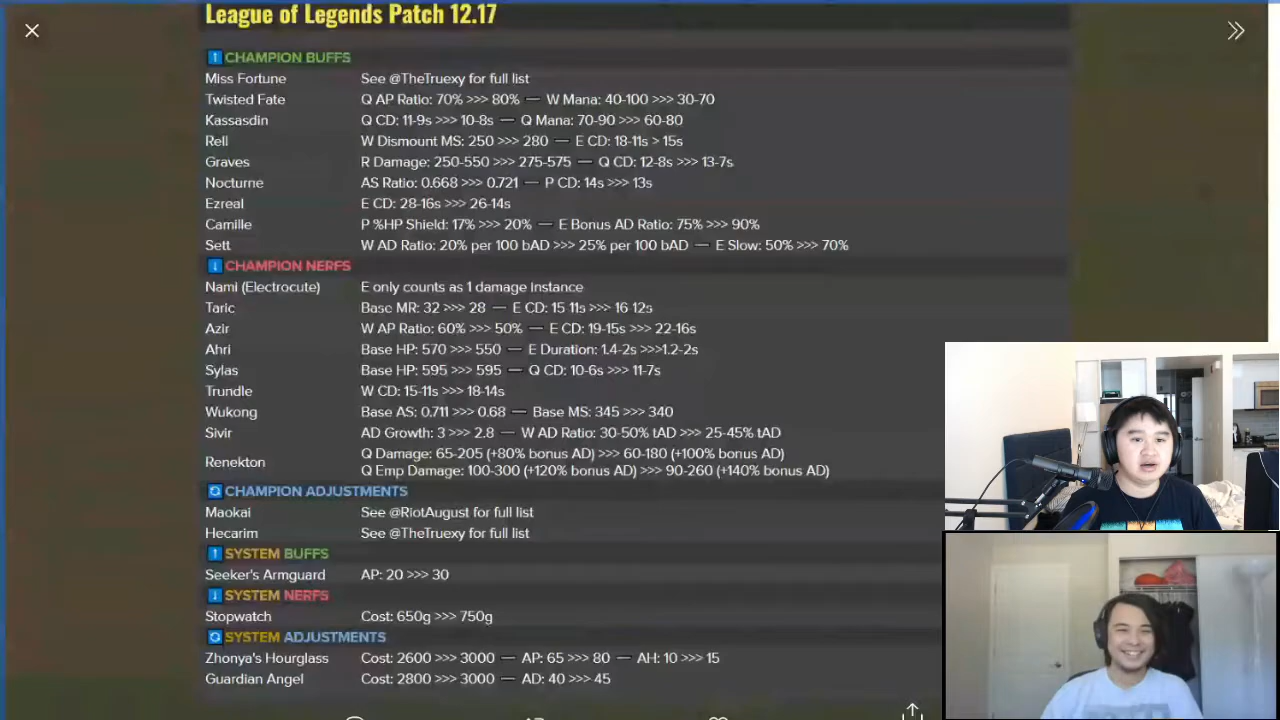 League of Legends Patch 12.17
CHAMPION BUFFS
Miss Fortune See @TheTruexy for full list
Twisted Fate Q AP Ratio: 70% >>> 80% — W Mana: 40-100 >>> 30-70
Kassasdin Q CD: 11-9s >>> 10-8s — Q Mana: 70-90 >>> 60-80
Rell W Dismount MS: 250 >>> 280 — E CD: 18-11s > 15s
Graves R Damage: 250-550 >>> 275-575 — Q CD: 12-8s >>> 13-7s
Nocturne AS Ratio: 0.668 >>> 0.721 — P CD: 14s >>> 13s
Ezreal E CD: 28-16s >>> 26-14s
Camille P %HP Shield: 17% >>> 20% — E Bonus AD Ratio: 75% >>> 90%
Sett W AD Ratio: 20% per 100 bAD >>> 25% per 100 bAD — E Slow: 50% >>> 70%
CHAMPION NERFS
Nami (Electrocute) E only counts as 1 damage instance
Taric Base MR: 32 >>> 28 — E CD: 15 11s >>> 16 12s
Azir W AP Ratio: 60% >>> 50% — E CD: 19-15s >>> 22-16s
Ahri Base HP: 570 >>> 550 — E Duration: 1.4-2s >>>1.2-2s
Sylas Base HP: 595 >>> 595 — Q CD: 10-6s >>> 11-7s
Trundle W CD: 15-11s >>> 18-14s
Wukong Base AS: 0.711 >>> 0.68 — Base MS: 345 >>> 340
Sivir AD Growth: 3 >>> 2.8 — W AD Ratio: 30-50% tAD >>> 25-45% tAD
Renekton Q Damage: 65-205 (+80% bonus AD) >>> 60-180 (+100% bonus AD)
Q Emp Damage: 100-300 (+120% bonus AD) >>> 90-260 (+140% bonus AD)
CHAMPION ADJUSTMENTS
Maokai See @RiotAugust for full list
Hecarim See @TheTruexy for full list
SYSTEM BUFFS
Seeker's Armguard AP: 20 >>> 30
SYSTEM NERFS
Stopwatch Cost: 650g >>> 750g
SYSTEM ADJUSTMENTS
Zhonya's Hourglass Cost: 2600 >>> 3000 — AP: 65 >>> 80 — AH: 10 >>> 15
Guardian Angel Cost: 2800 >>> 3000 — AD: 40 >>> 45